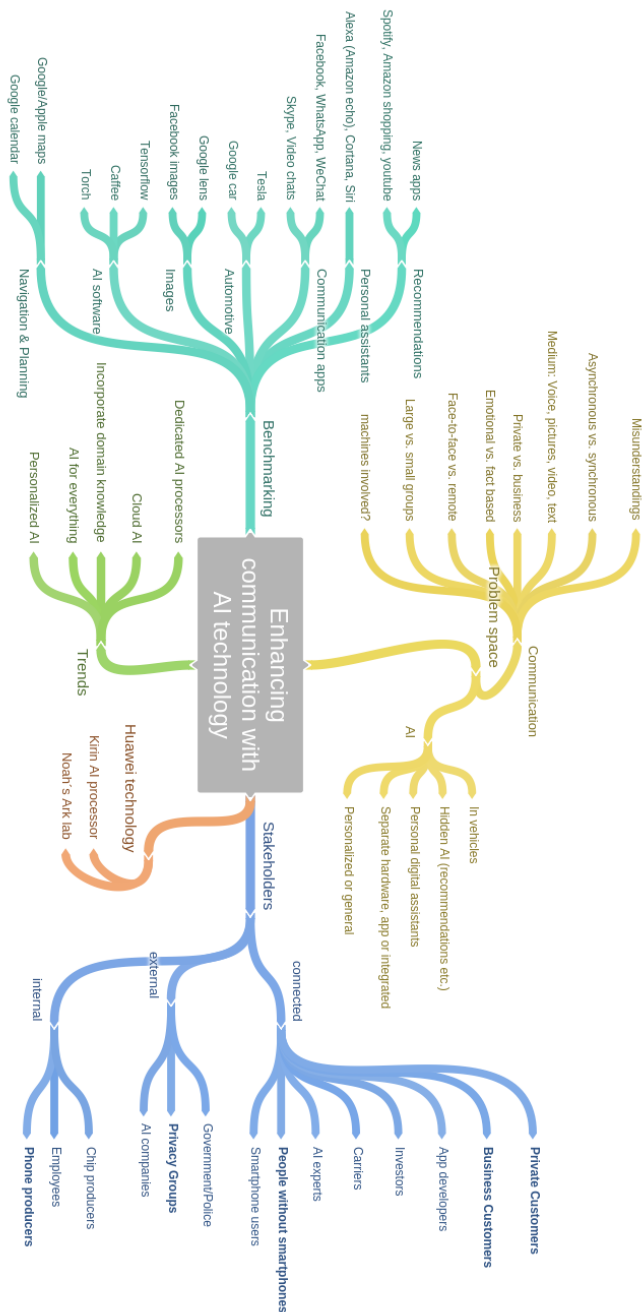 Enhancing
communication with
AI technology
Benchmarking
Recommendations
News apps
Spotify, Amazon shopping, youtube
Personal assistants
Alexa (Amazon echo), Cortana, Siri
Communication apps
Facebook, WhatsApp, WeChat
Skype, Video chats
Automotive
Tesla
Google car
Images
Google lens
Facebook images
AI software
Tensorflow
Caffee
Torch
Navigation & Planning
Google/Apple maps
Google calendar
Trends
Dedicated AI processors
Cloud AI
Incorporate domain knowledge
AI for everything
Personalized AI
Problem space
Communication
Misunderstandings
Asynchronous vs. synchronous
Medium: Voice, pictures, video, text
Private vs. business
Emotional vs. fact based
Face-to-face vs. remote
Large vs. small groups
machines involved?
AI
In vehicles
Hidden AI (recommendations etc.)
Personal digital assistants
Separate hardware, app or integrated
Personalized or general
Stakeholders
connected
Private Customers
Business Customers
App developers
Investors
Carriers
AI experts
People without smartphones
Smartphone users
external
Government/Police
Privacy Groups
AI companies
internal
Chip producers
Employees
Phone producers
Huawei technology
Kirin AI processor
Noah´s Ark lab